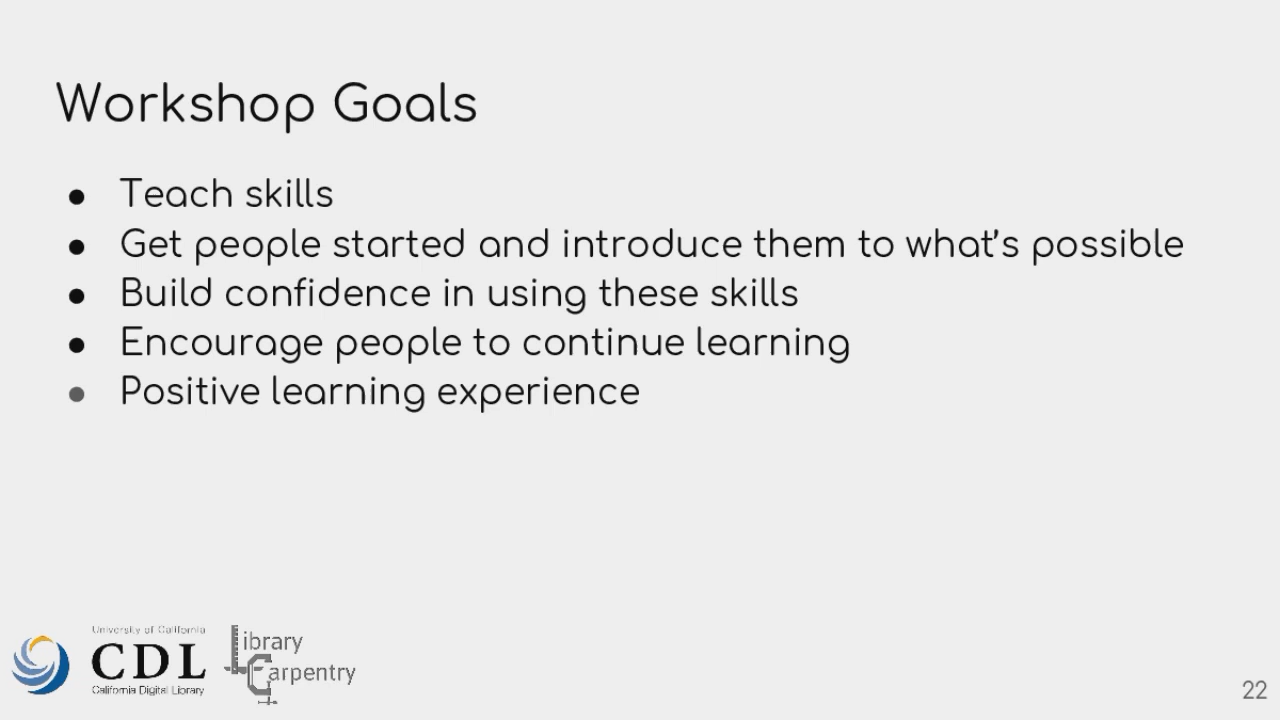 Workshop Goals
● Teach skills
● Get people started and introduce them to what's possible
● Build confidence in using these skills
● Encourage people to continue learning
● Positive learning experience
University of California
CDL
California Digital Library
Library
Carpentry
22